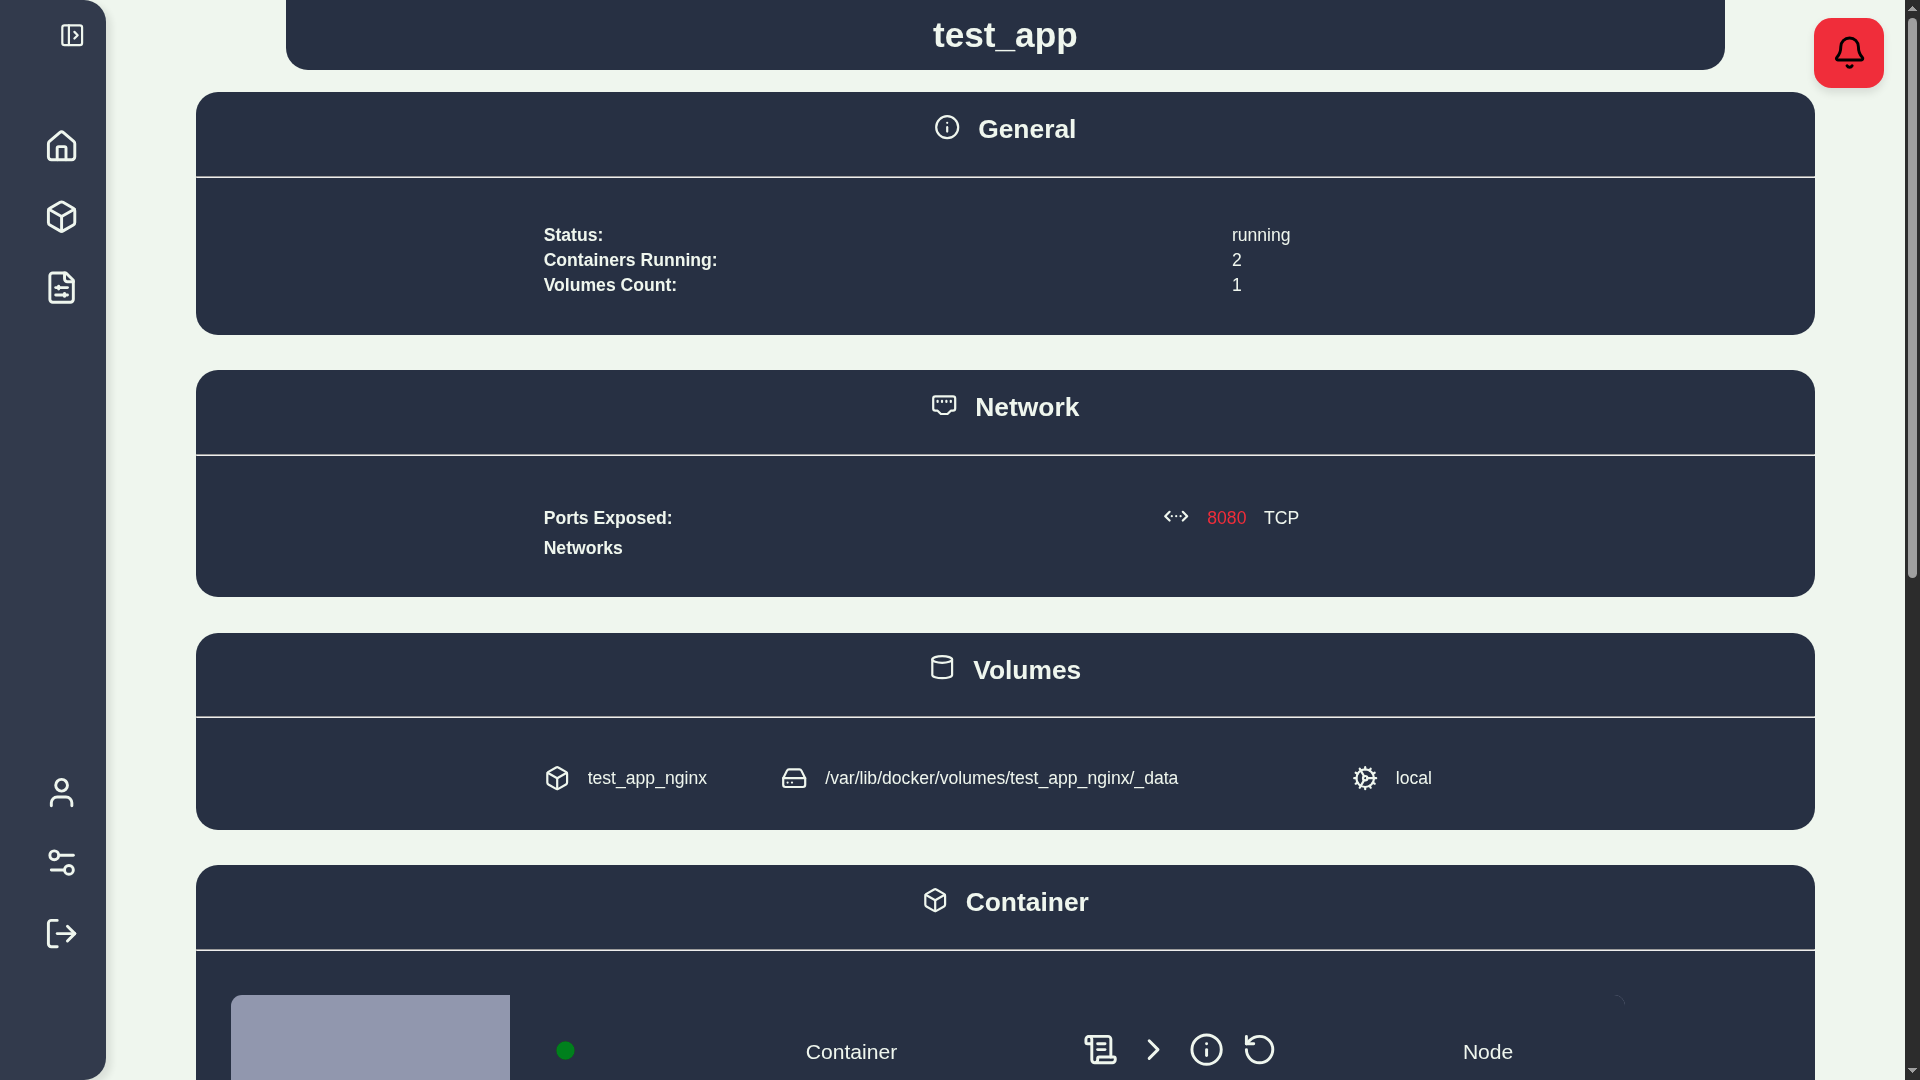 test_app
General
Status: running
Containers Running: 2
Volumes Count: 1
Network
Ports Exposed: 8080 TCP
Networks
Volumes
test_app_nginx /var/lib/docker/volumes/test_app_nginx/_data local
Container
Container Node